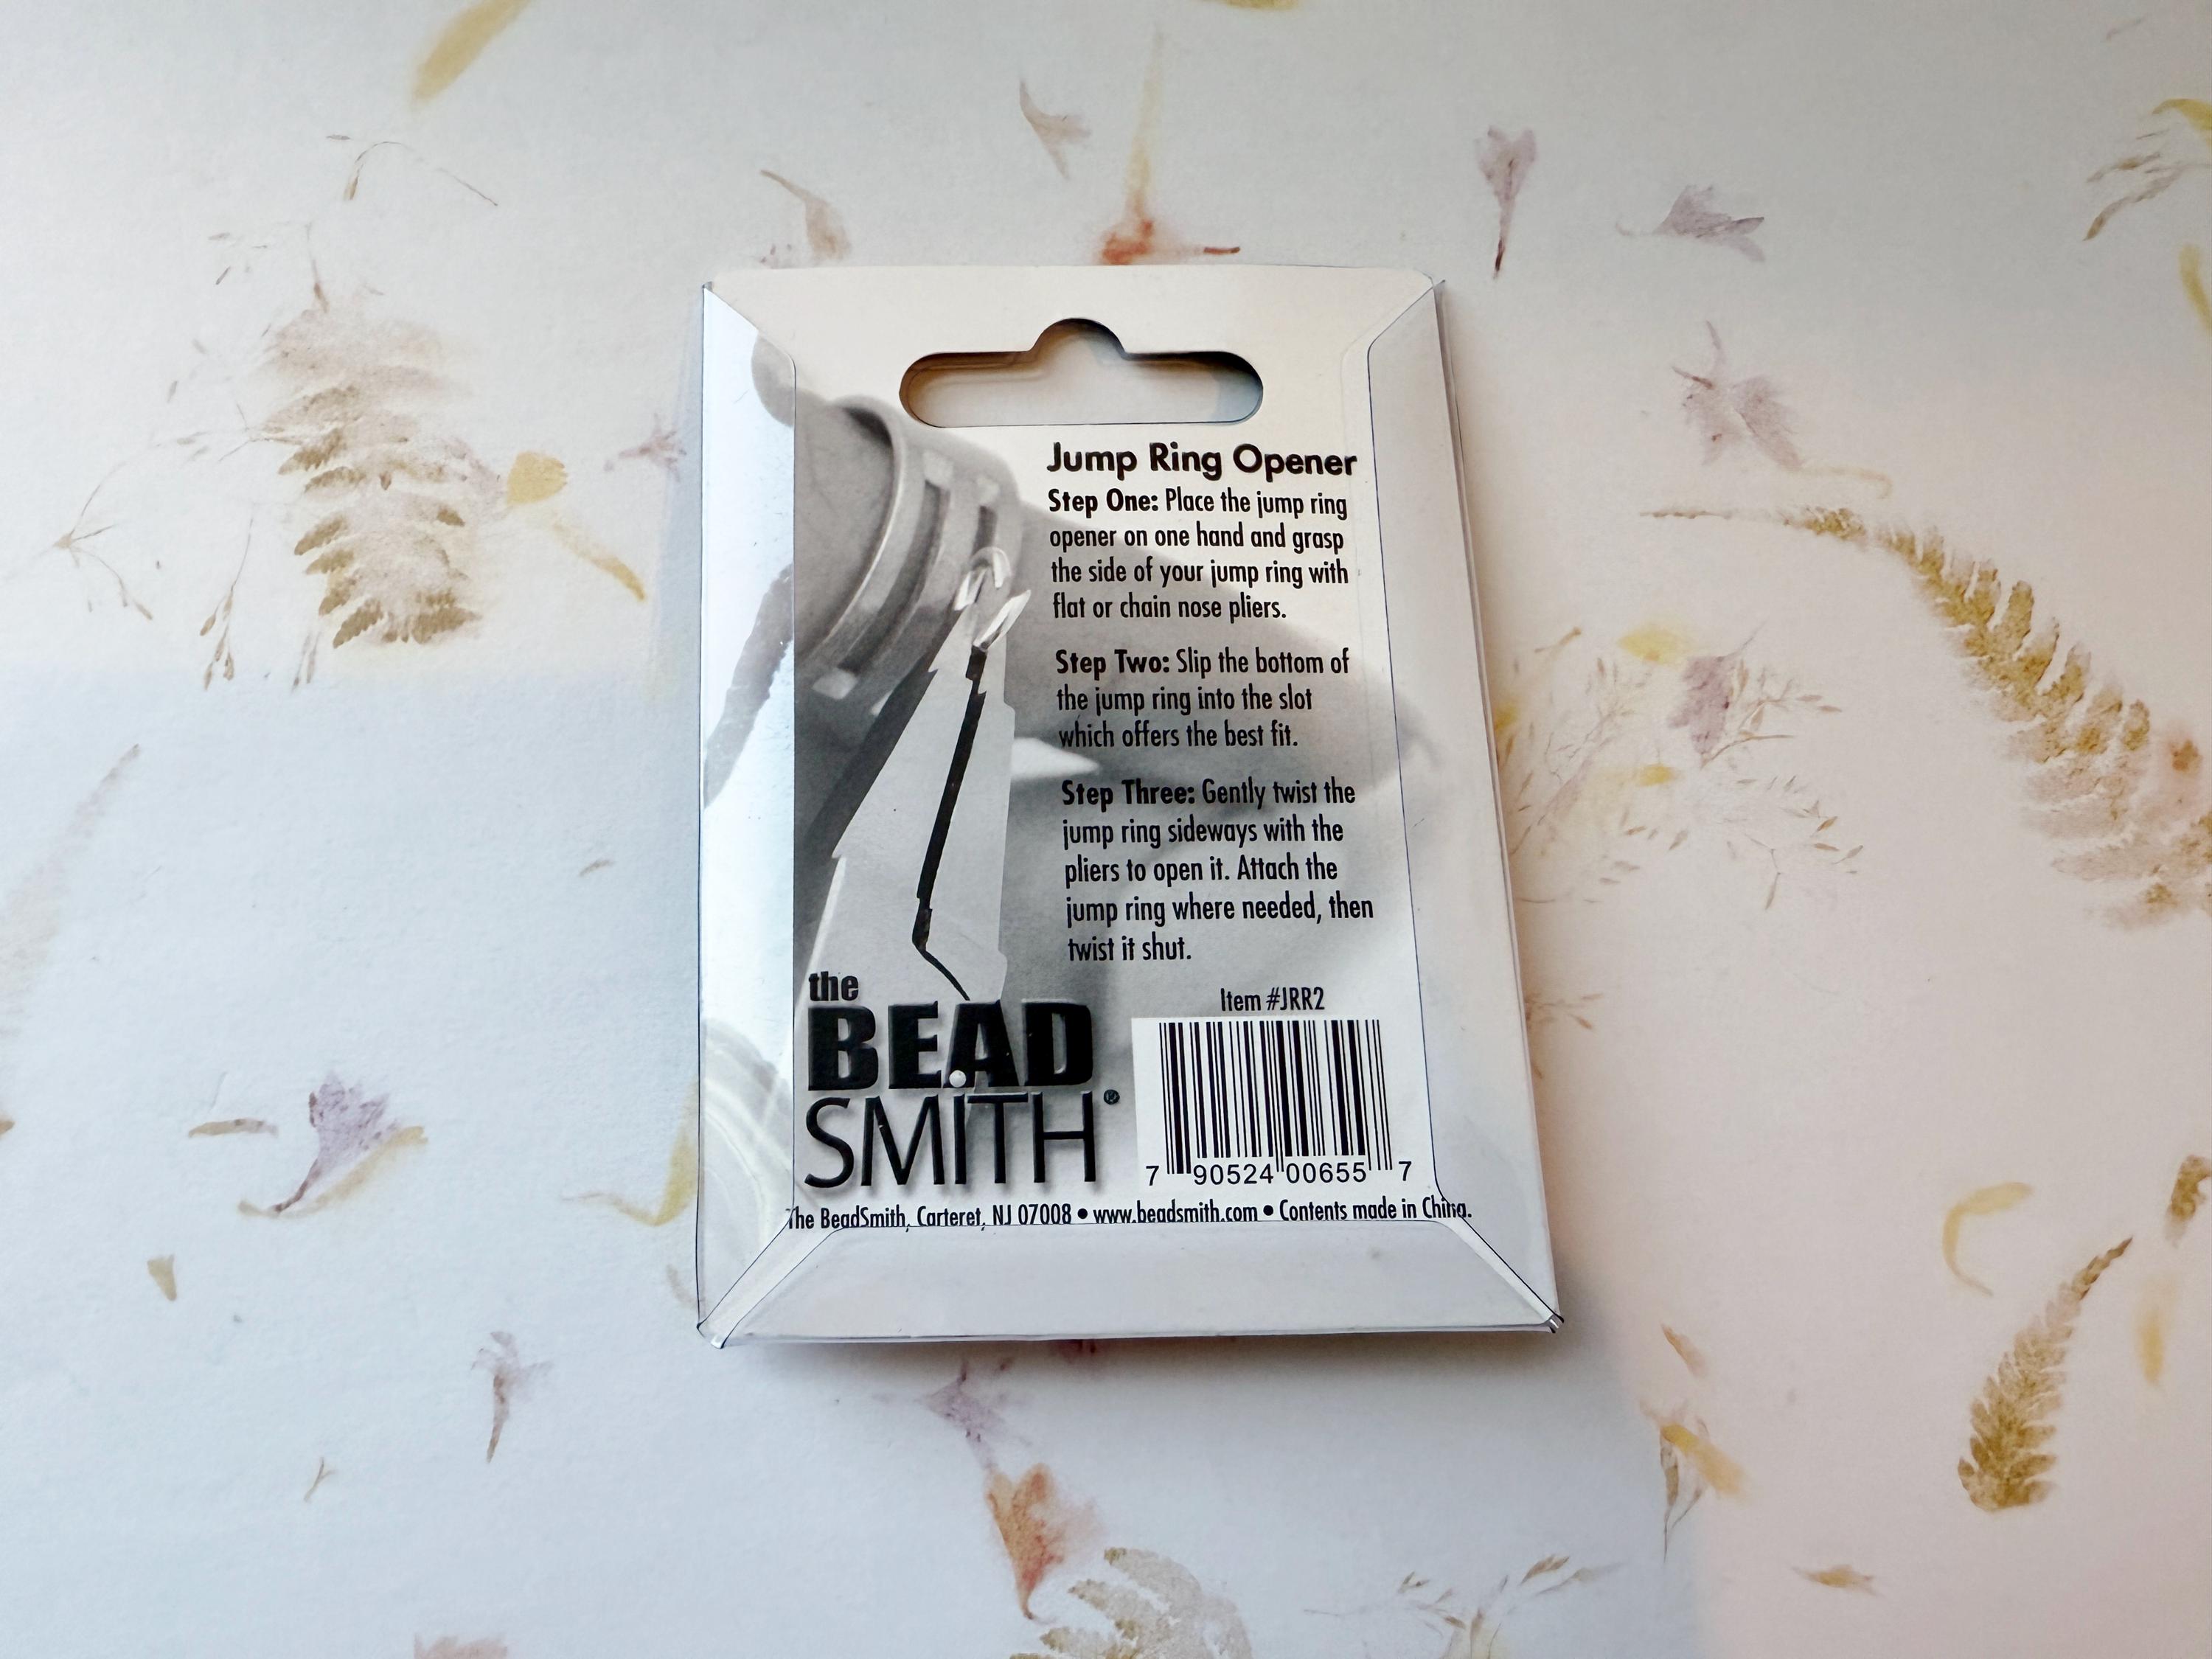 Jump Ring Opener
Step One: Place the jump ring
opener on one hand and grasp
the side of your jump ring with
flat or chain nose pliers.
Step Two: Slip the bottom of
the jump ring into the slot
which offers the best fit.
Step Three: Gently twist the
jump ring sideways with the
pliers to open it. Attach the
jump ring where needed, then
twist it shut.
the
BEAD
SMITH®
Item #JRR2
7 90524 00655 7
The BeadSmith, Carteret, NJ 07008 • www.beadsmith.com • Contents made in China.